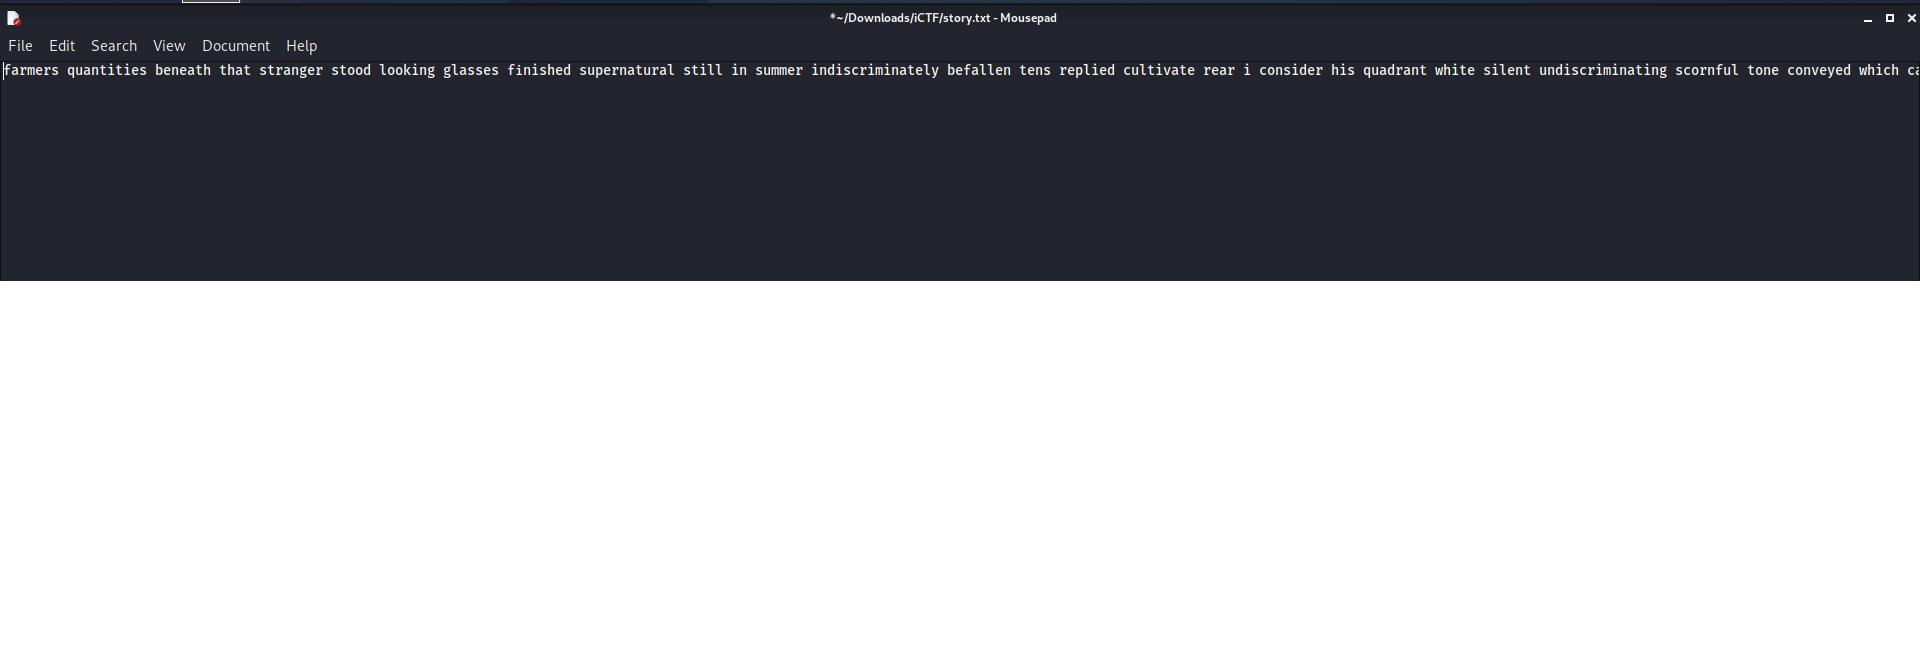 *~/Downloads/iCTF/story.txt - Mousepad
File Edit Search View Document Help
farmers quantities beneath that stranger stood looking glasses finished supernatural still in summer indiscriminately befallen tens replied cultivate rear i consider his quadrant white silent undiscriminating scornful tone conveyed which